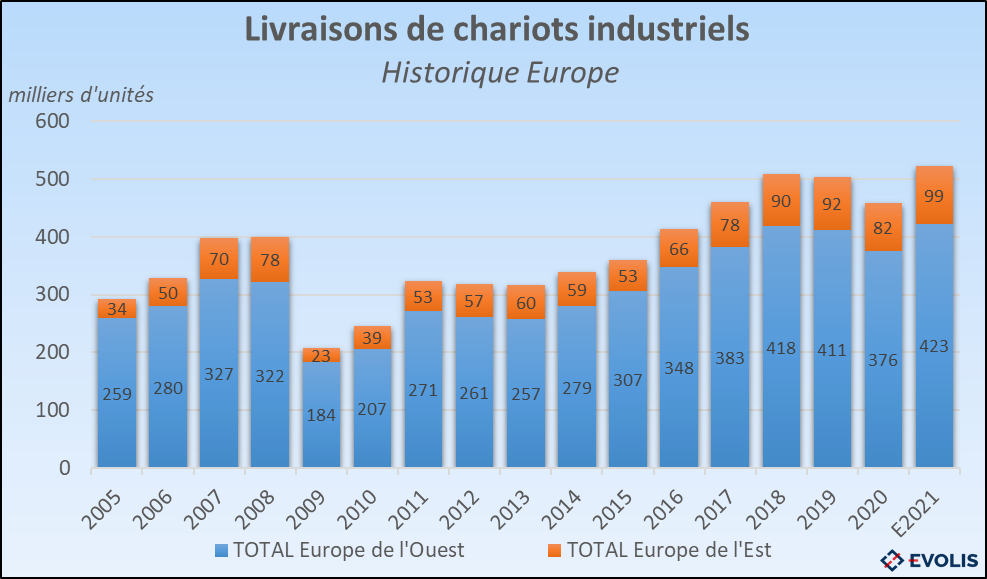 Livraisons de chariots industriels
Historique Europe
milliers d'unités
600
500
400
300
200
100
0
34 50 70 78 23 39 53 57 60 59 53 66 78 90 92 82 99
259 280 327 322 184 207 271 261 257 279 307 348 383 418 411 376 423
2005 2006 2007 2008 2009 2010 2011 2012 2013 2014 2015 2016 2017 2018 2019 2020 E2021
TOTAL Europe de l'Ouest TOTAL Europe de l'Est
EVOLIS